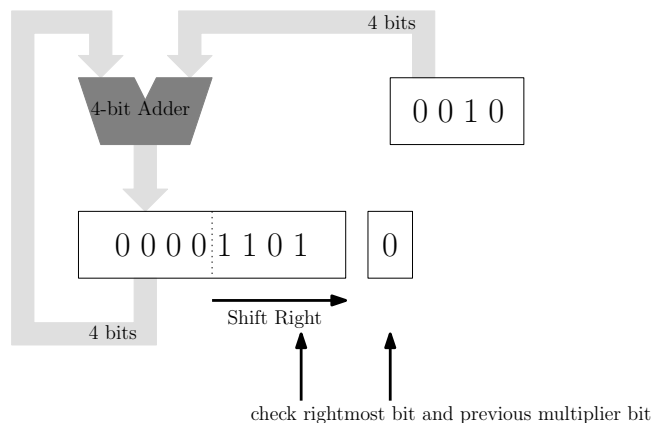 4 bits
4-bit Adder
0 0 1 0
0 0 0 0 1 1 0 1
0
Shift Right
4 bits
check rightmost bit and previous multiplier bit